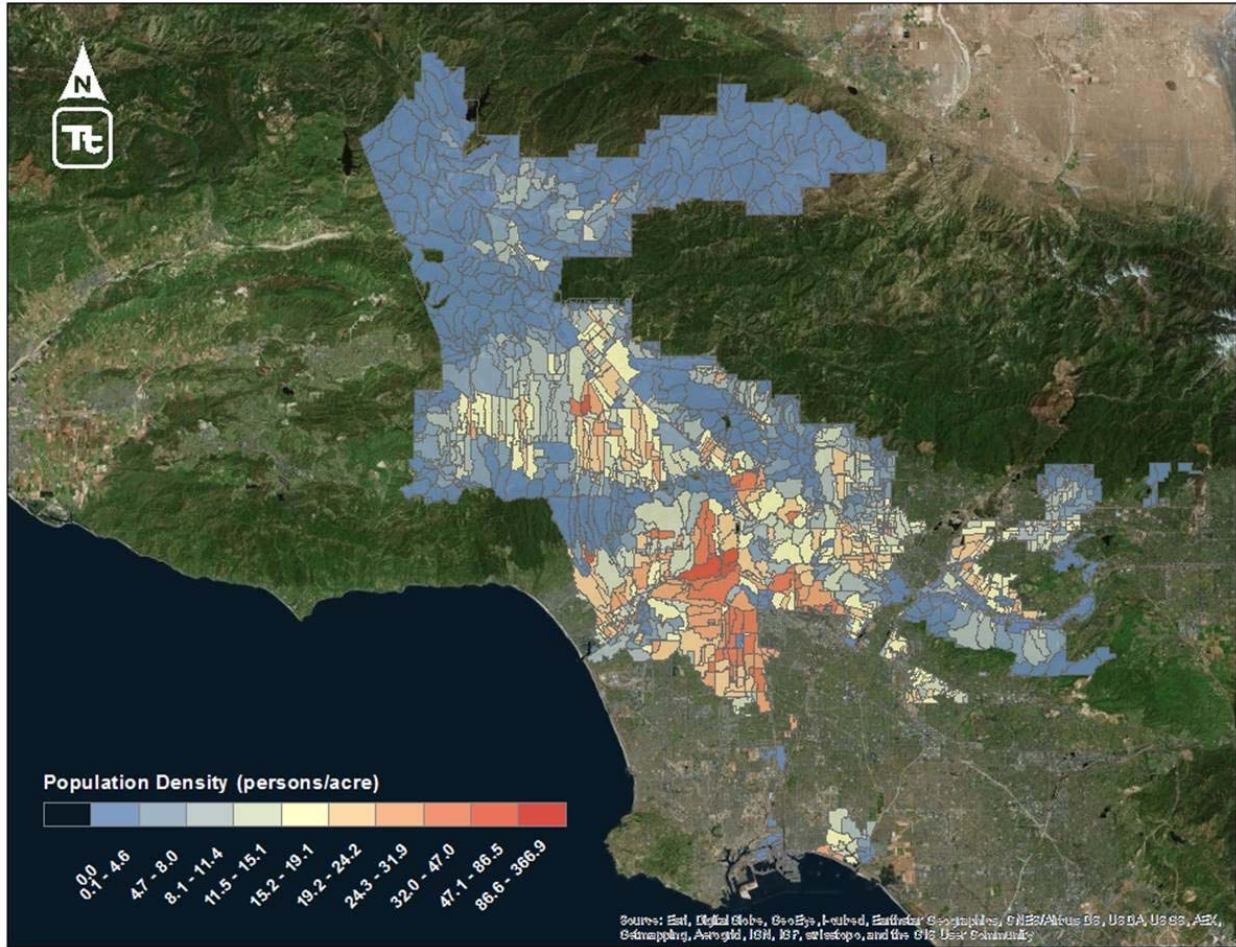 N
Tt
Population Density (persons/acre)
0.0
0.1 - 4.6
4.7 - 8.0
8.1 - 11.4
11.5 - 15.1
15.2 - 19.1
19.2 - 24.2
24.3 - 31.9
32.0 - 47.0
47.1 - 86.5
86.6 - 366.9
Source: Esri, DigitalGlobe, GeoEye, i-cubed, Earthstar Geographics, CNES/Airbus DS, USDA, USGS, AEX,
Getmapping, Aerogrid, IGN, IGP, swisstopo, and the GIS User Community